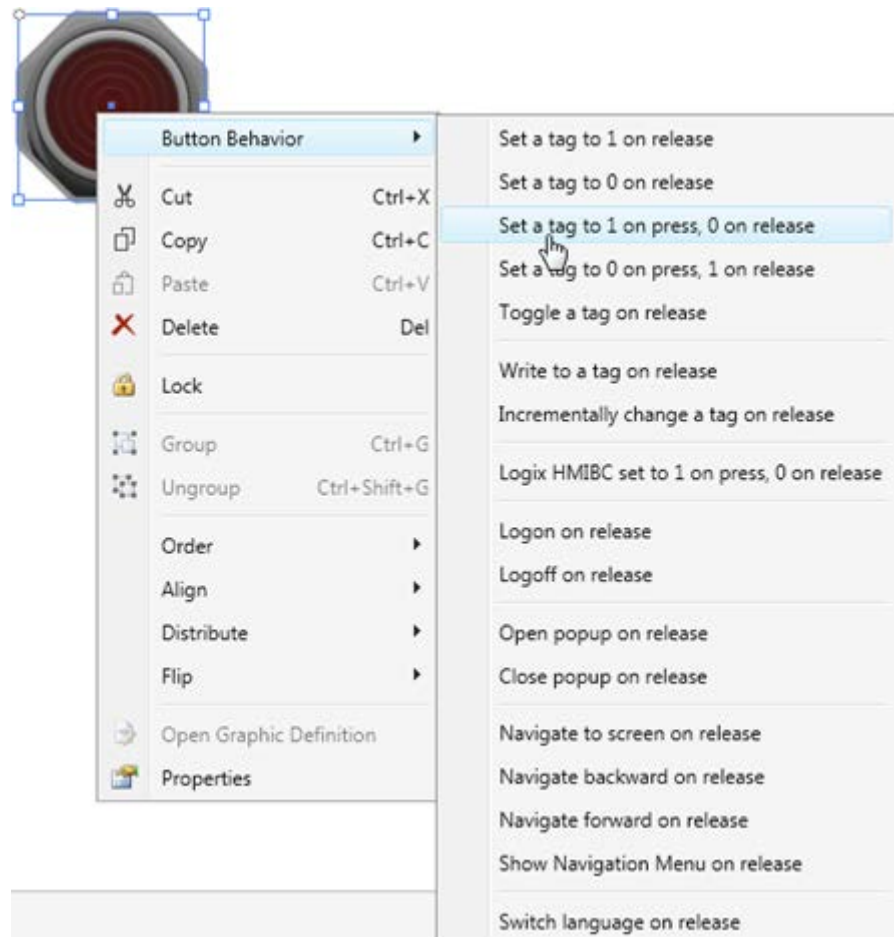 Button Behavior
Cut Ctrl+X
Copy Ctrl+C
Paste Ctrl+V
Delete Del
Lock
Group Ctrl+G
Ungroup Ctrl+Shift+G
Order
Align
Distribute
Flip
Open Graphic Definition
Properties
Set a tag to 1 on release
Set a tag to 0 on release
Set a tag to 1 on press, 0 on release
Set a tag to 0 on press, 1 on release
Toggle a tag on release
Write to a tag on release
Incrementally change a tag on release
Logix HMIBC set to 1 on press, 0 on release
Logon on release
Logoff on release
Open popup on release
Close popup on release
Navigate to screen on release
Navigate backward on release
Navigate forward on release
Show Navigation Menu on release
Switch language on release